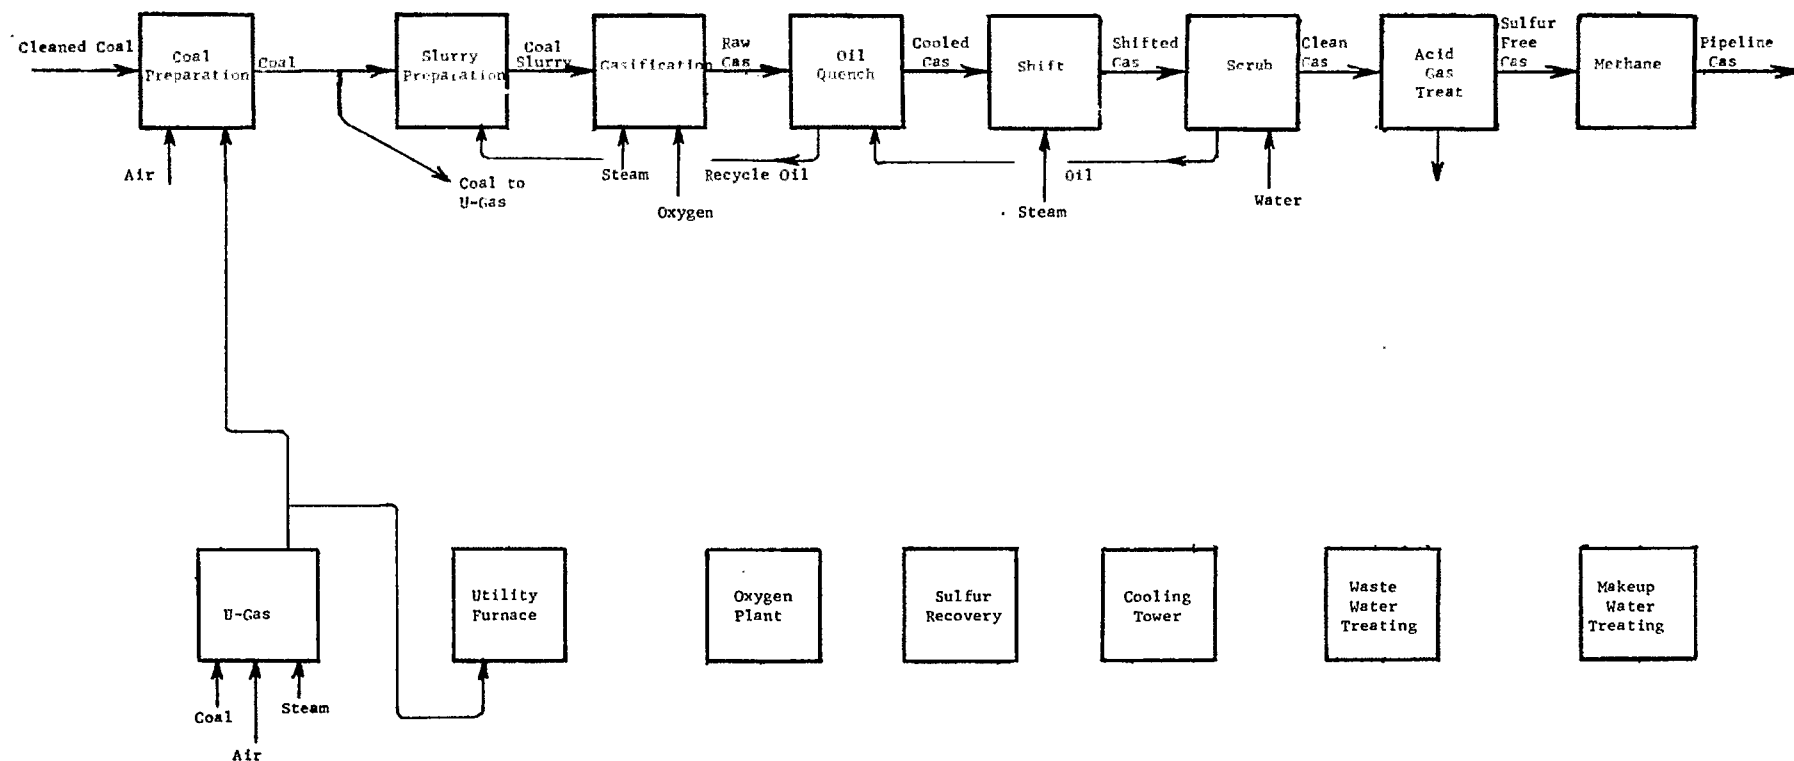 Cleaned Coal
Coal
Preparation
Coal
Slurry
Preparation
Coal
Slurry
Gasification
Raw
Gas
Oil
Quench
Cooled
Gas
Shift
Shifted
Gas
Scrub
Clean
Gas
Acid
Gas
Treat
Sulfur
Free
Gas
Methane
Pipeline
Gas
Air
Coal to
U-Gas
Steam
Oxygen
Recycle Oil
Steam
Oil
Water
U-Gas
Coal
Air
Steam
Utility
Furnace
Oxygen
Plant
Sulfur
Recovery
Cooling
Tower
Waste
Water
Treating
Makeup
Water
Treating